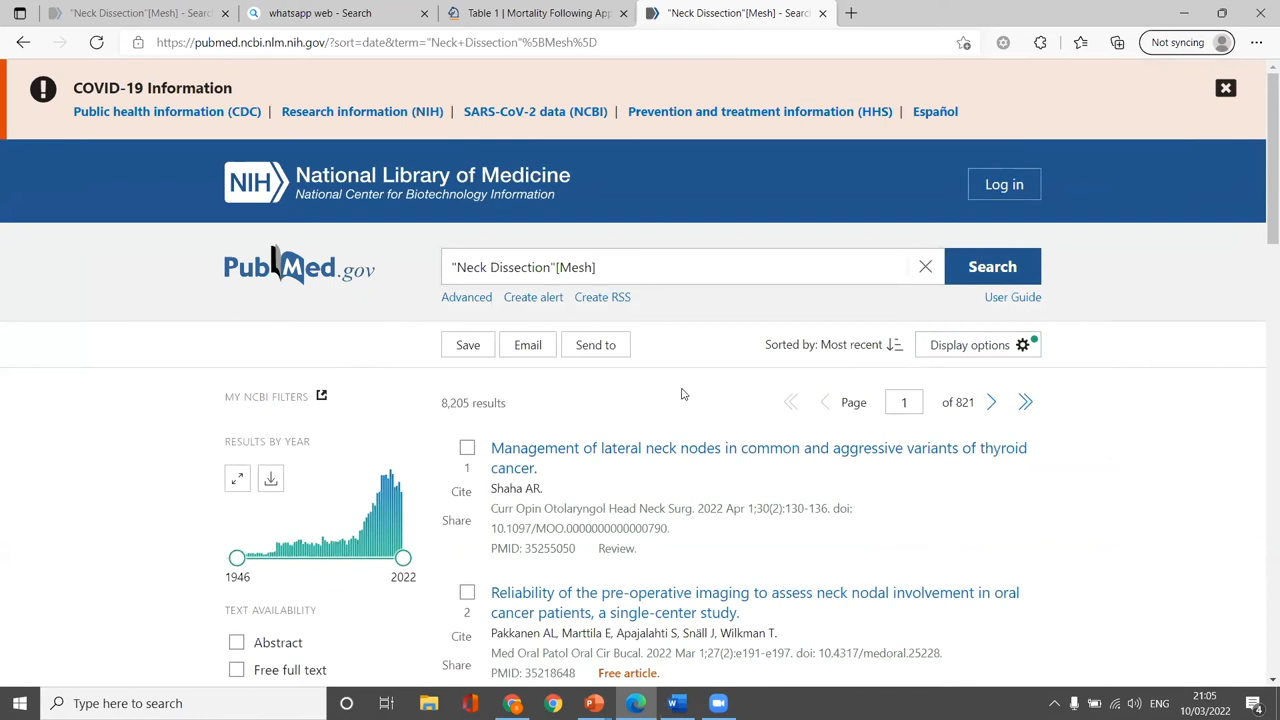 "Neck Dissection"[Mesh] - Searc
whatsapp web - Search
Table 1 | Mortality Following App
"Neck Dissection"[Mesh] - Searc
https://pubmed.ncbi.nlm.nih.gov/?sort=date&term="Neck+Dissection"%5BMesh%5D
Not syncing
COVID-19 Information
Public health information (CDC) | Research information (NIH) | SARS-CoV-2 data (NCBI) | Prevention and treatment information (HHS) | Español
NIH National Library of Medicine
National Center for Biotechnology Information
Log in
PubMed.gov
"Neck Dissection"[Mesh]
Search
Advanced Create alert Create RSS
User Guide
Save Email Send to
Sorted by: Most recent
Display options
MY NCBI FILTERS
8,205 results
Page 1 of 821
RESULTS BY YEAR
1946 2022
TEXT AVAILABILITY
Abstract
Free full text
1
Cite
Share
Management of lateral neck nodes in common and aggressive variants of thyroid
cancer.
Shaha AR.
Curr Opin Otolaryngol Head Neck Surg. 2022 Apr 1;30(2):130-136. doi:
10.1097/MOO.0000000000000790.
PMID: 35255050 Review.
2
Cite
Share
Reliability of the pre-operative imaging to assess neck nodal involvement in oral
cancer patients, a single-center study.
Pakkanen AL, Marttila E, Apajalahti S, Snäll J, Wilkman T.
Med Oral Patol Oral Cir Bucal. 2022 Mar 1;27(2):e191-e197. doi: 10.4317/medoral.25228.
PMID: 35218648 Free article.
Type here to search
ENG
21:05
10/03/2022
4